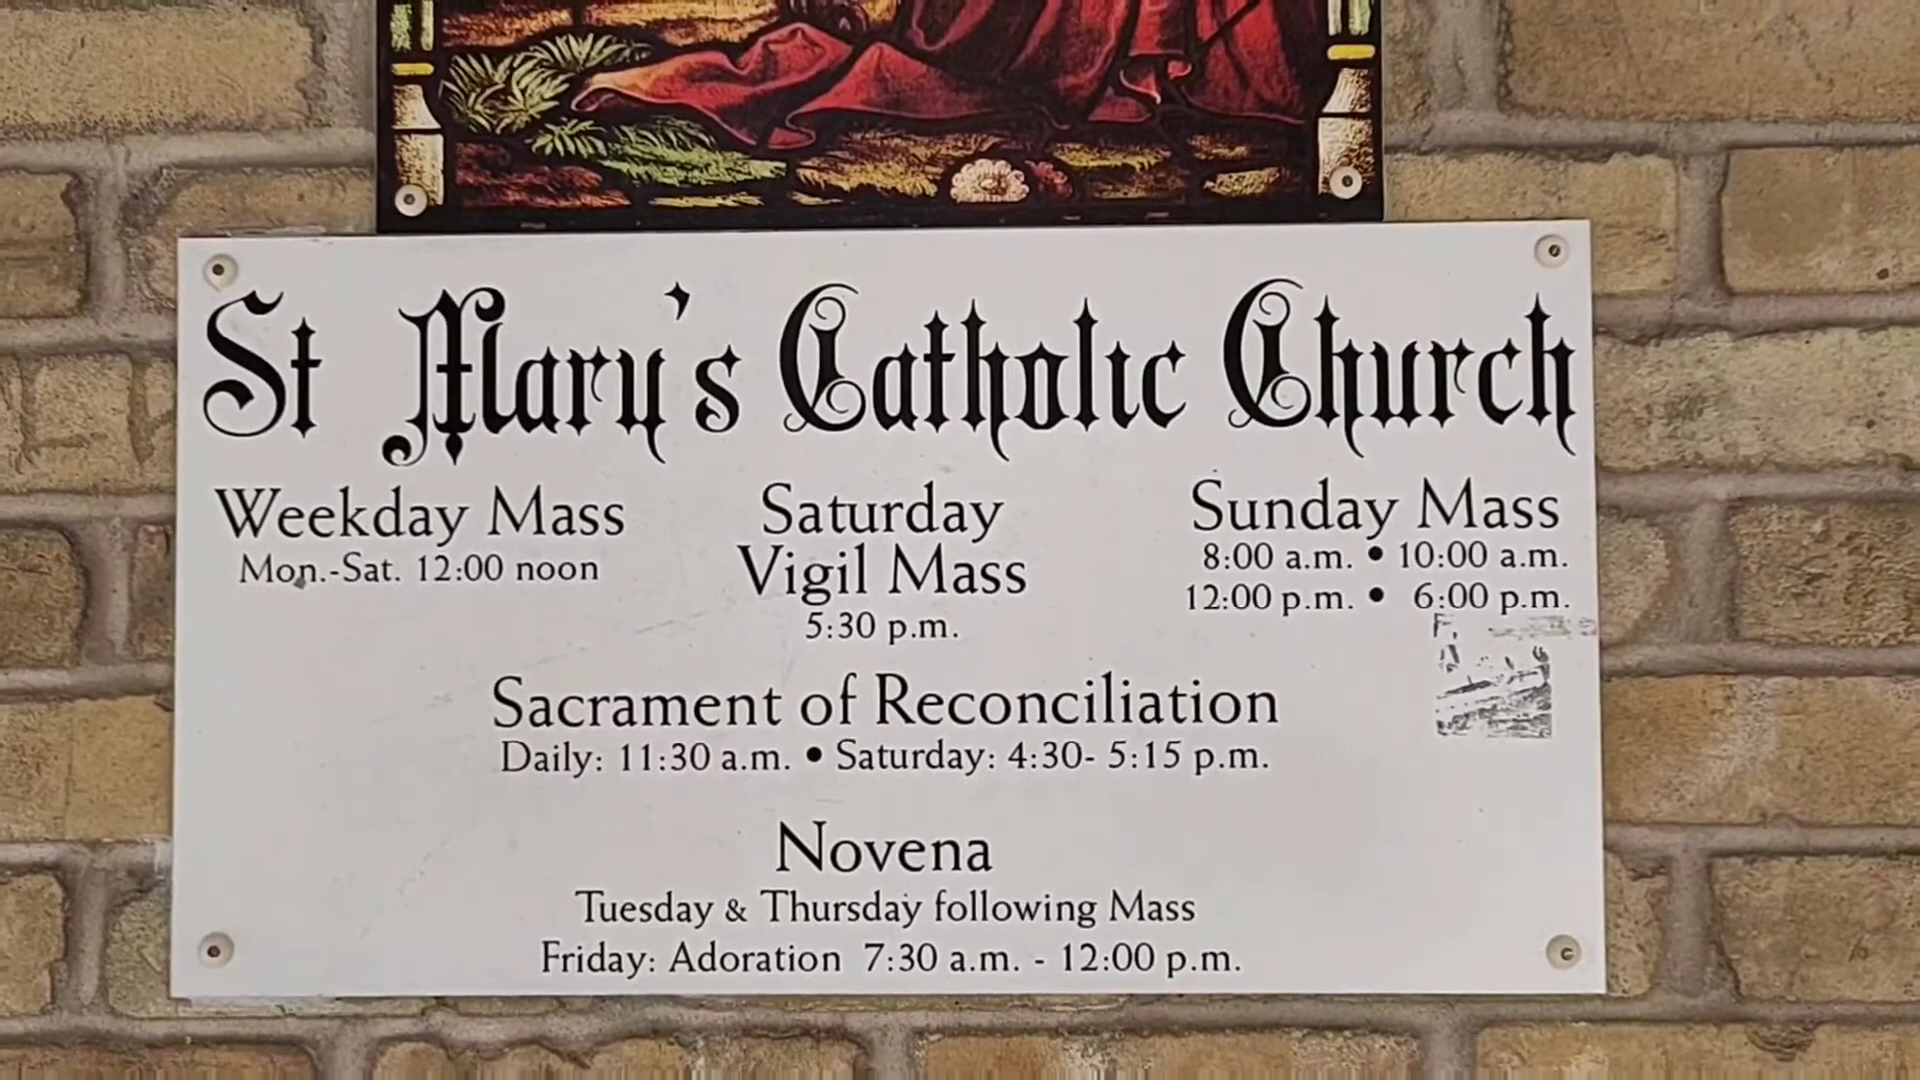 St Mary's Catholic Church
Weekday Mass
Mon.-Sat. 12:00 noon
Saturday
Vigil Mass
5:30 p.m.
Sunday Mass
8:00 a.m. • 10:00 a.m.
12:00 p.m. • 6:00 p.m.
Sacrament of Reconciliation
Daily: 11:30 a.m. • Saturday: 4:30- 5:15 p.m.
Novena
Tuesday & Thursday following Mass
Friday: Adoration 7:30 a.m. - 12:00 p.m.